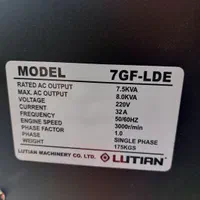 MODEL 7GF-LDE
RATED AC OUTPUT 7.5KVA
MAX. AC OUTPUT 8.0KVA
VOLTAGE 220V
CURRENT 32A
FREQUENCY 50/60HZ
ENGINE SPEED 3000r/min
PHASE FACTOR 1.0
PHASE SINGLE PHASE
WEIGHT 175KGS
LUTIAN MACHINERY CO., LTD. LUTIAN